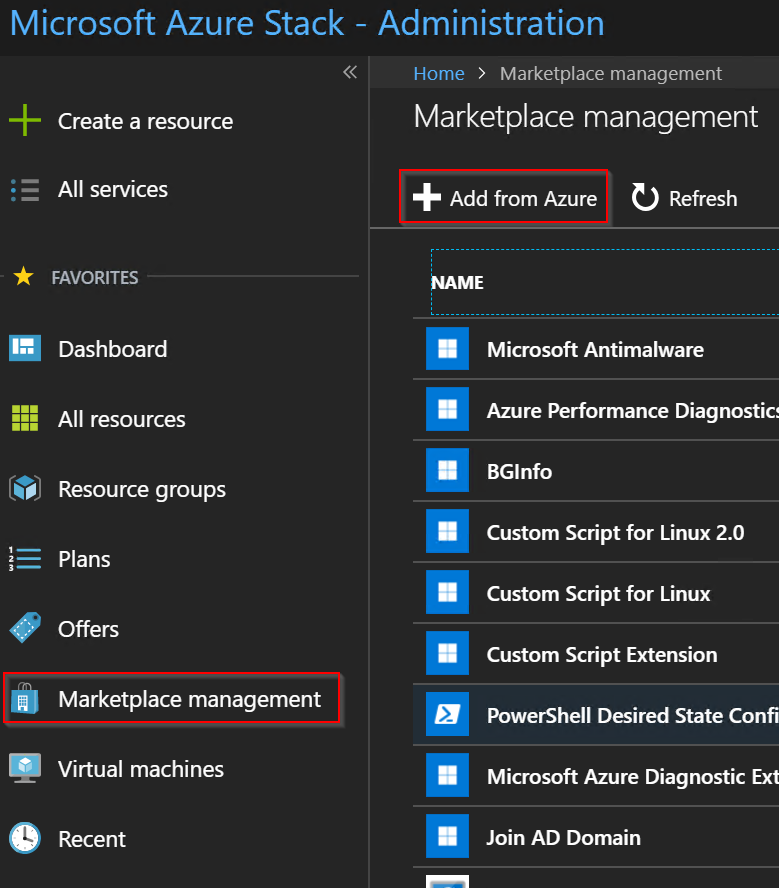 Microsoft Azure Stack - Administration
«
Create a resource
All services
FAVORITES
Dashboard
All resources
Resource groups
Plans
Offers
Marketplace management
Virtual machines
Recent
Home > Marketplace management
Marketplace management
Add from Azure
Refresh
NAME
Microsoft Antimalware
Azure Performance Diagnostics
BGInfo
Custom Script for Linux 2.0
Custom Script for Linux
Custom Script Extension
PowerShell Desired State Confi
Microsoft Azure Diagnostic Ext
Join AD Domain